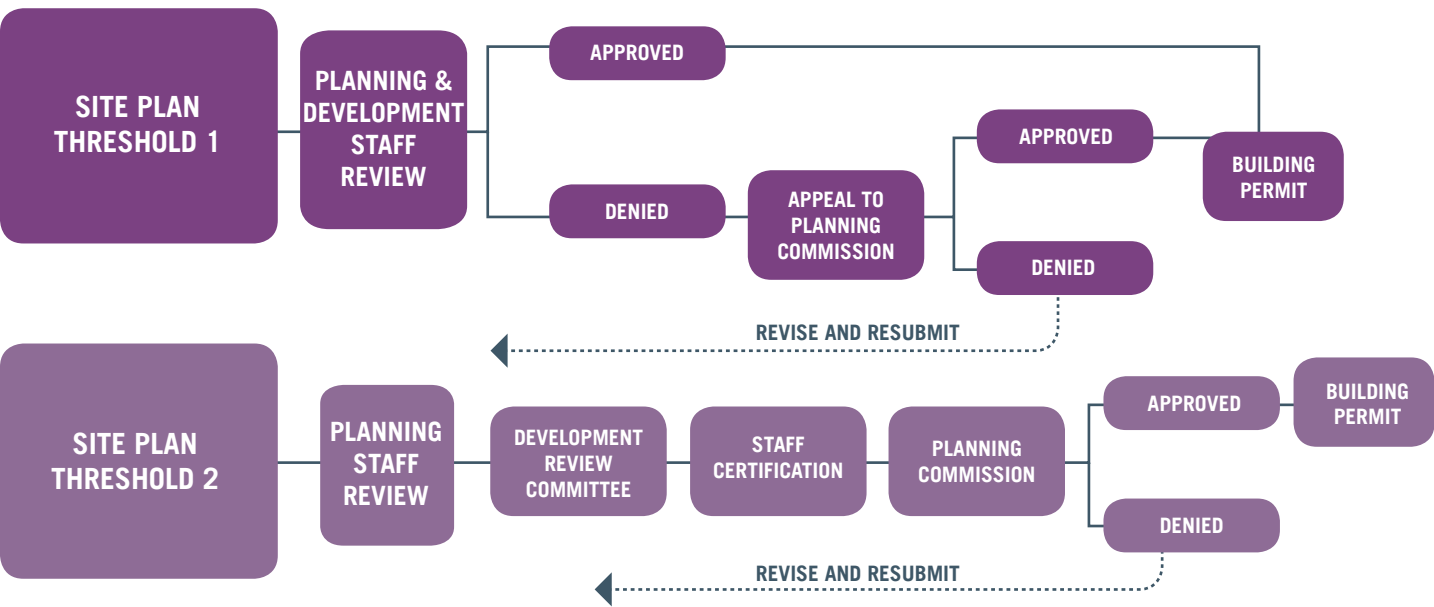 SITE PLAN
THRESHOLD 1
PLANNING &
DEVELOPMENT
STAFF
REVIEW
APPROVED
DENIED
APPEAL TO
PLANNING
COMMISSION
APPROVED
DENIED
BUILDING
PERMIT
REVISE AND RESUBMIT
SITE PLAN
THRESHOLD 2
PLANNING
STAFF
REVIEW
DEVELOPMENT
REVIEW
COMMITTEE
STAFF
CERTIFICATION
PLANNING
COMMISSION
APPROVED
DENIED
BUILDING
PERMIT
REVISE AND RESUBMIT